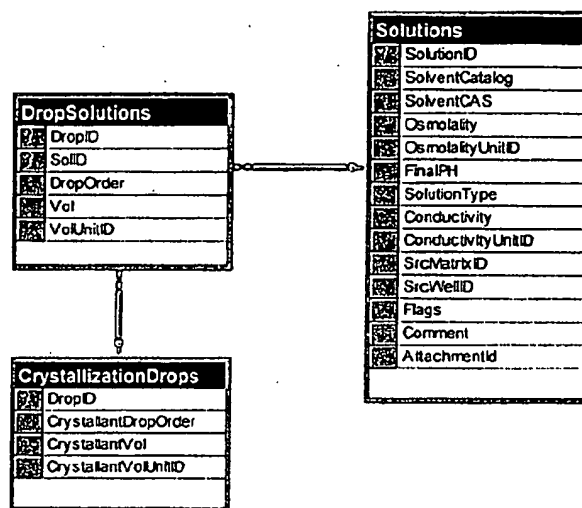 DropSolutions
DropID
SolID
DropOrder
Vol
VolUnitID
CrystallizationDrops
DropID
CrystallantDropOrder
CrystallantVol
CrystallantVolUnitID
Solutions
SolutionID
SolventCatalog
SolventCAS
Osmolality
OsmolalityUnitID
FinalPH
SolutionType
Conductivity
ConductivityUnitID
SrcMatrixID
SrcWellID
Flags
Comment
AttachmentId